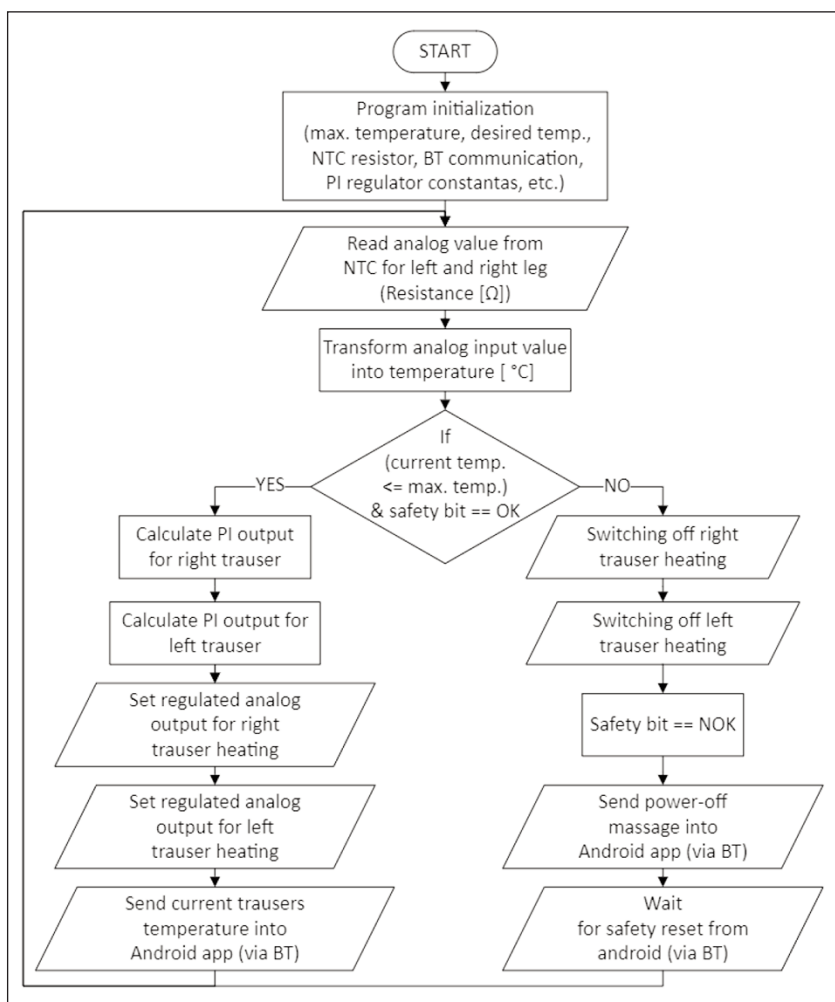 START
Program initialization
(max. temperature, desired temp.,
NTC resistor, BT communication,
PI regulator constantas, etc.)
Read analog value from
NTC for left and right leg
(Resistance [Ω])
Transform analog input value
into temperature [ °C]
If
(current temp.
<= max. temp.)
& safety bit == OK
YES
NO
Calculate PI output
for right trauser
Calculate PI output for
left trauser
Set regulated analog
output for right
trauser heating
Set regulated analog
output for left
trauser heating
Send current trausers
temperature into
Android app (via BT)
Switching off right
trauser heating
Switching off left
trauser heating
Safety bit == NOK
Send power-off
massage into
Android app (via BT)
Wait
for safety reset from
android (via BT)